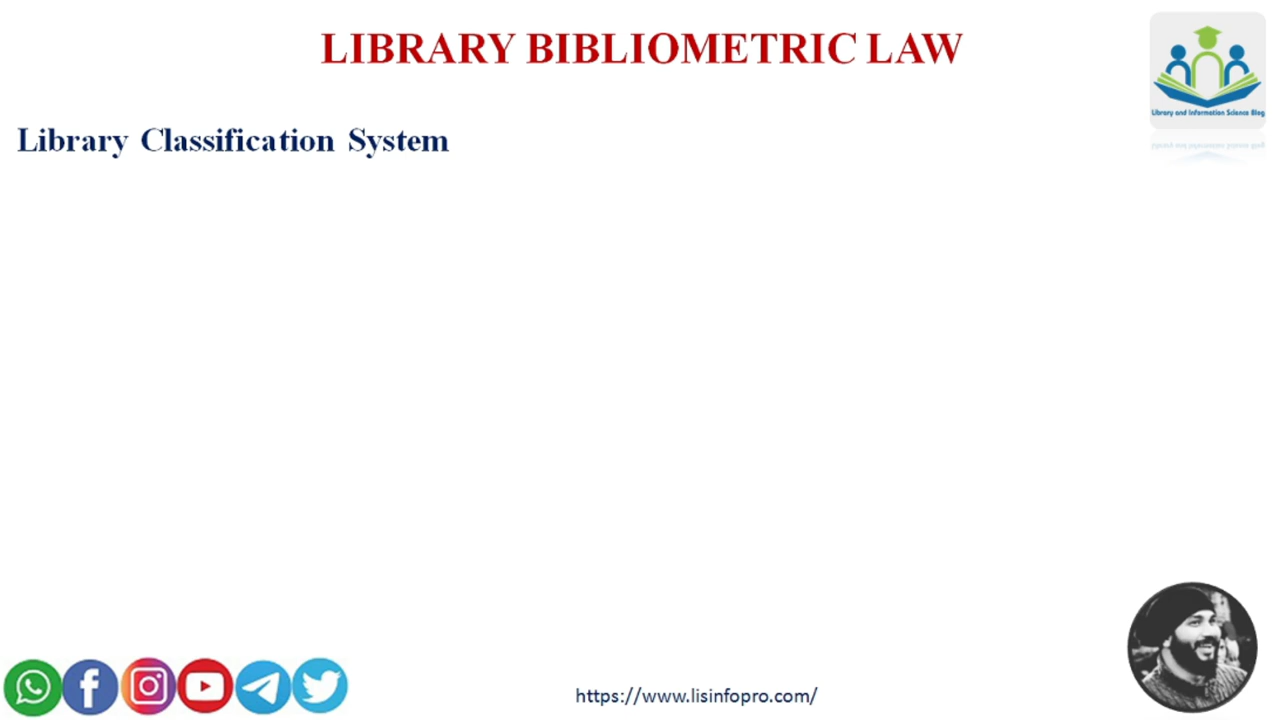 LIBRARY BIBLIOMETRIC LAW
Library and Information Science Blog
Library Classification System
https://www.lisinfopro.com/